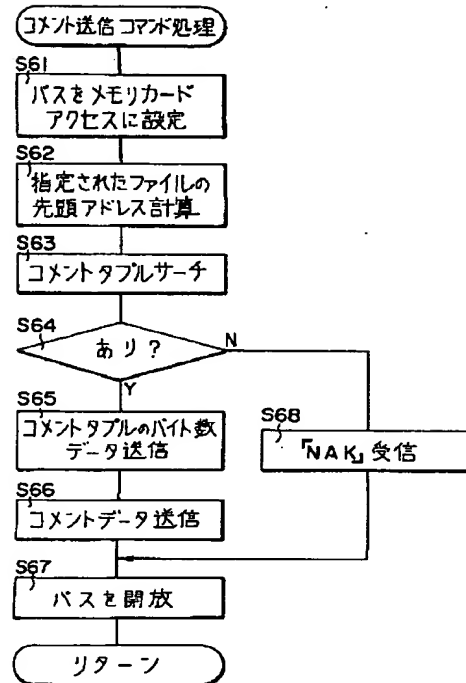 コメント送信コマンド処理
S61
バスをメモリカード
アクセスに設定
S62
指定されたファイルの
先頭アドレス計算
S63
コメントタプルサーチ
S64
あり?
N
Y
S65
コメントタプルのバイト数
データ送信
S68
「NAK」受信
S66
コメントデータ送信
S67
バスを開放
リターン